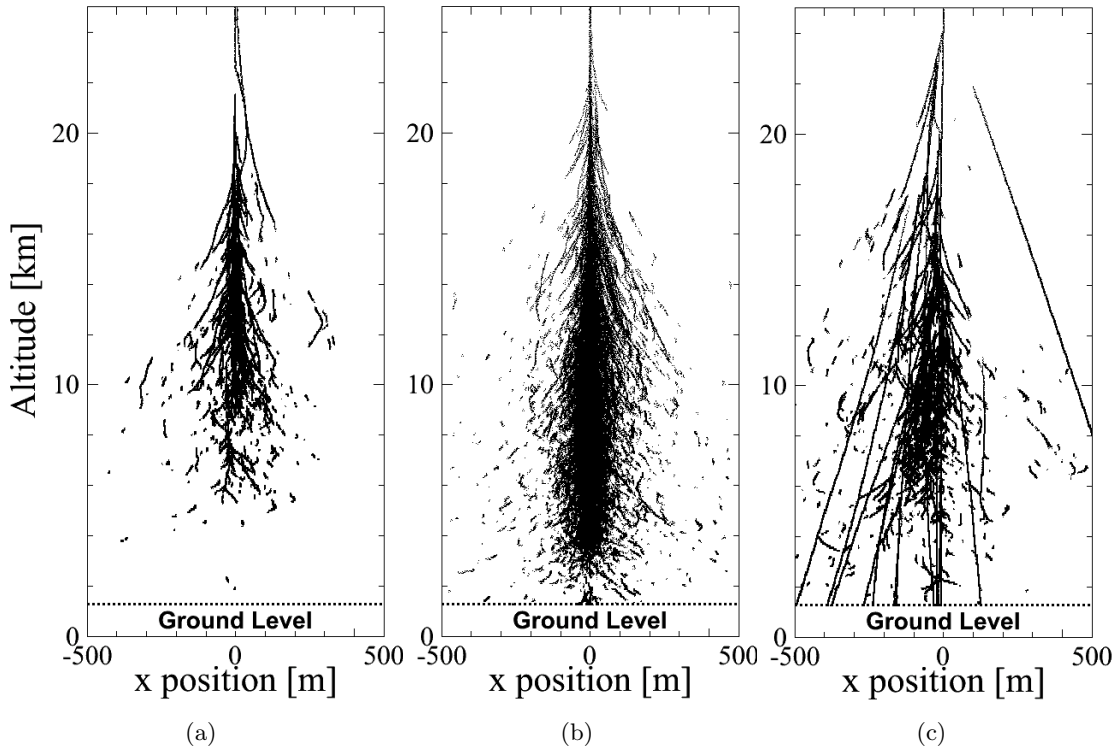 Altitude [km]
20
10
0
Ground Level
-500
0
500
x position [m]
(a)
20
10
0
Ground Level
-500
0
500
x position [m]
(b)
20
10
0
Ground Level
-500
0
500
x position [m]
(c)